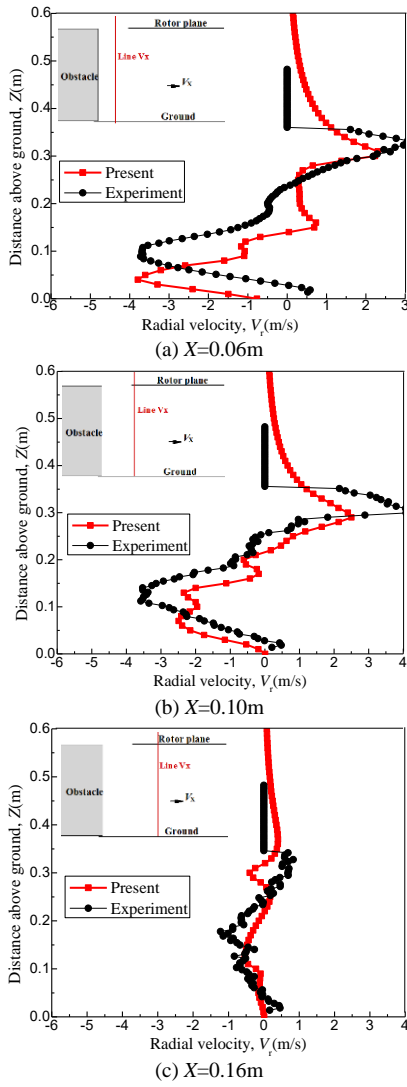 Rotor plane
Obstacle
Line Vx
Vx
Ground
Present
Experiment
Distance above ground, Z(m)
0.6
0.5
0.4
0.3
0.2
0.1
0.0
-6 -5 -4 -3 -2 -1 0 1 2 3
Radial velocity, Vr(m/s)
(a) X=0.06m
Rotor plane
Line Vx
Obstacle
Vx
Ground
Present
Experiment
Distance above ground, Z(m)
0.6
0.5
0.4
0.3
0.2
0.1
0.0
-6 -5 -4 -3 -2 -1 0 1 2 3 4
Radial velocity, Vr(m/s)
(b) X=0.10m
Rotor plane
Line Vx
Obstacle
Vx
Ground
Present
Experiment
Distance above ground, Z(m)
0.6
0.5
0.4
0.3
0.2
0.1
0.0
-6 -5 -4 -3 -2 -1 0 1 2 3 4
Radial velocity, Vr(m/s)
(c) X=0.16m